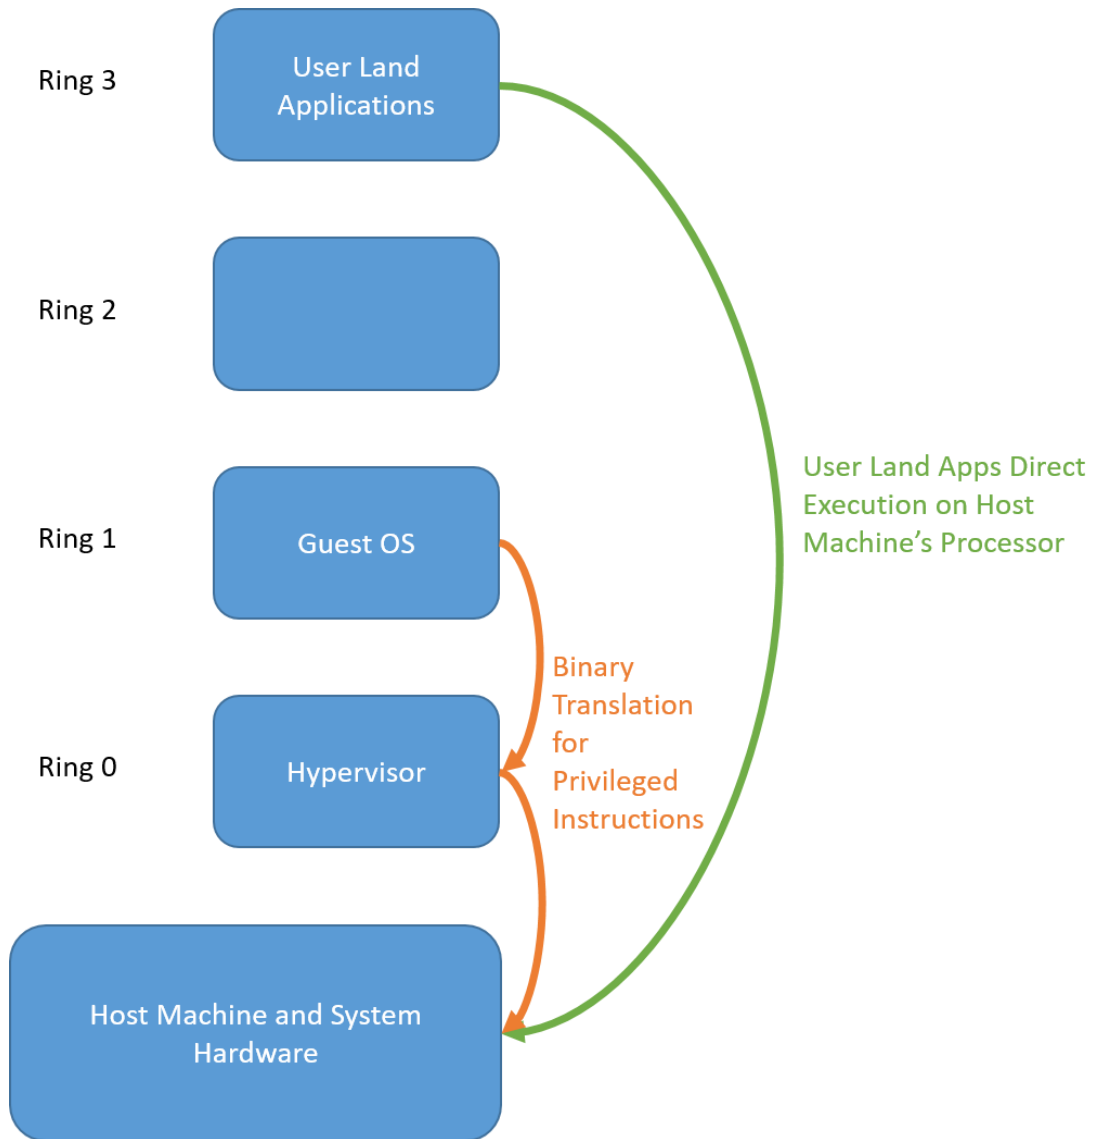 Ring 3
User Land
Applications
Ring 2
User Land Apps Direct
Execution on Host
Machine's Processor
Ring 1
Guest OS
Binary
Translation
for
Privileged
Instructions
Ring 0
Hypervisor
Host Machine and System
Hardware